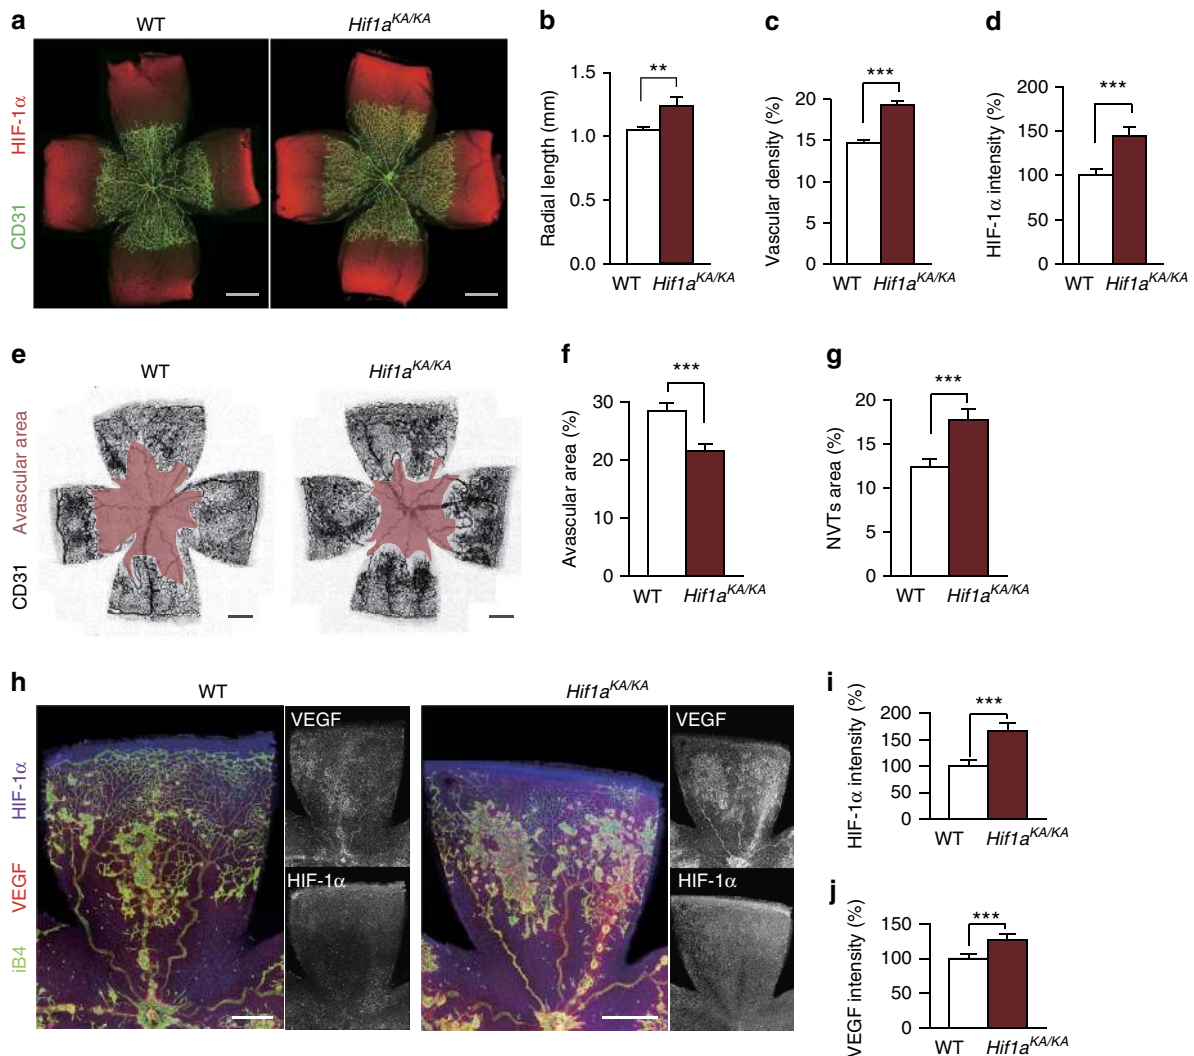 a
WT
Hif1a^KA/KA
CD31 HIF-1α
b
**
Radial length (mm)
1.5
1.0
0.5
0.0
WT Hif1a^KA/KA
c
***
Vascular density (%)
20
15
10
5
0
WT Hif1a^KA/KA
d
***
HIF-1α intensity (%)
200
150
100
50
0
WT Hif1a^KA/KA
e
WT
Hif1a^KA/KA
CD31 Avascular area
f
***
Avascular area (%)
30
20
10
0
WT Hif1a^KA/KA
g
***
NVTs area (%)
20
15
10
5
0
WT Hif1a^KA/KA
h
WT
Hif1a^KA/KA
iB4 VEGF HIF-1α
VEGF
HIF-1α
VEGF
HIF-1α
i
***
HIF-1α intensity (%)
200
150
100
50
0
WT Hif1a^KA/KA
j
***
VEGF intensity (%)
150
100
50
0
WT Hif1a^KA/KA